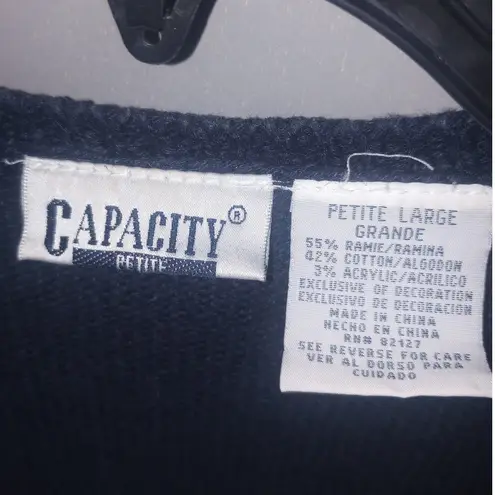 CAPACITY®
PETITE
PETITE LARGE
GRANDE
55% RAMIE/RAMINA
42% COTTON/ALGODON
3% ACRYLIC/ACRILICO
EXCLUSIVE OF DECORATION
EXCLUSIVO DE DECORACION
MADE IN CHINA
HECHO EN CHINA
RN# 82127
SEE REVERSE FOR CARE
VER AL DORSO PARA
CUIDADO